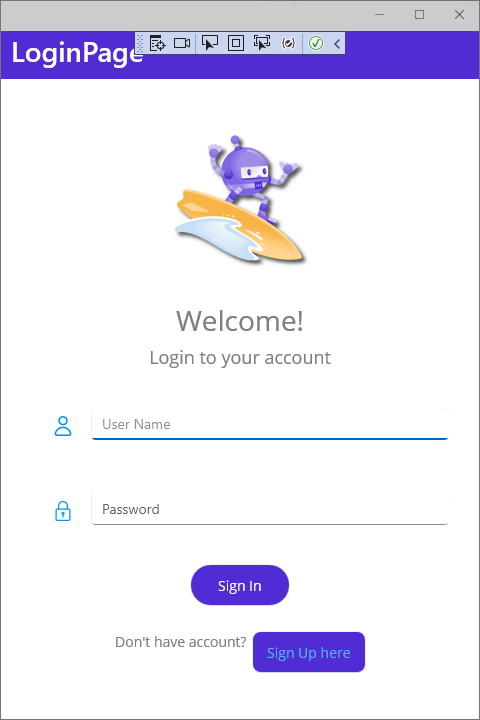 LoginPage
Welcome!
Login to your account
User Name
Password
Sign In
Don't have account?
Sign Up here